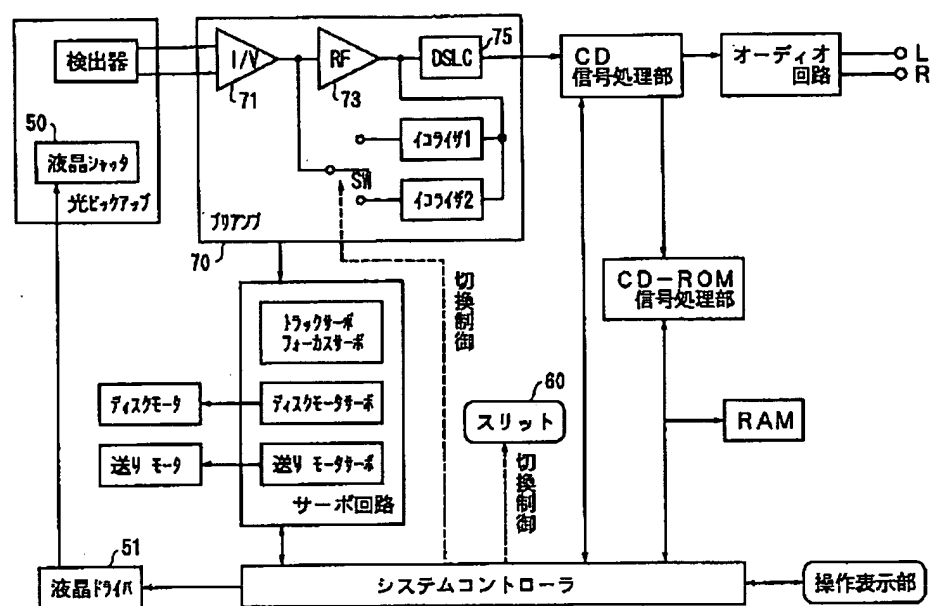 検出器
I/V
71
RF
73
DSLC
75
CD
信号処理部
オーディオ
回路
L
R
50
液晶シャッタ
光ピックアップ
イコライザ1
SW
イコライザ2
プリアンプ
70
切換制御
CD-ROM
信号処理部
トラックサーボ
フォーカスサーボ
ディスクモータ
ディスクモータサーボ
60
スリット
RAM
送り モータ
送り モータサーボ
サーボ回路
切換制御
51
液晶ドライバ
システムコントローラ
操作表示部